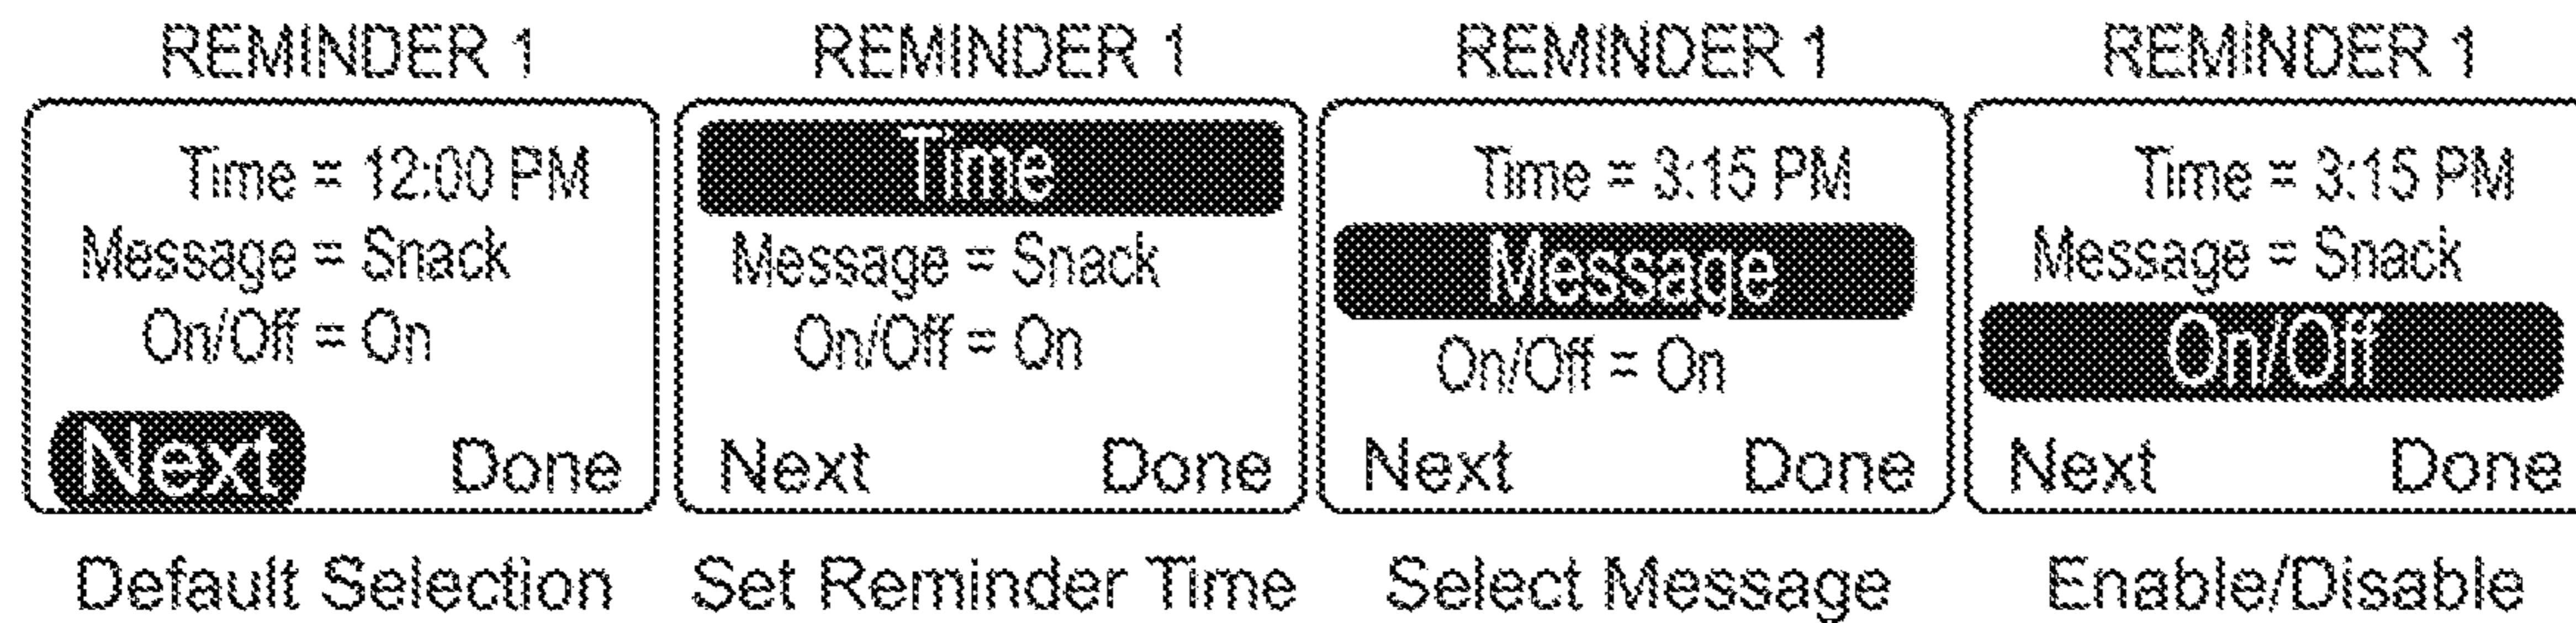 REMINDER 1
Time = 12:00 PM
Message = Snack
On/Off = On
Next Done
Default Selection
REMINDER 1
Time
Message = Snack
On/Off = On
Next Done
Set Reminder Time
REMINDER 1
Time = 3:15 PM
Message
On/Off = On
Next Done
Select Message
REMINDER 1
Time = 3:15 PM
Message = Snack
On/Off
Next Done
Enable/Disable